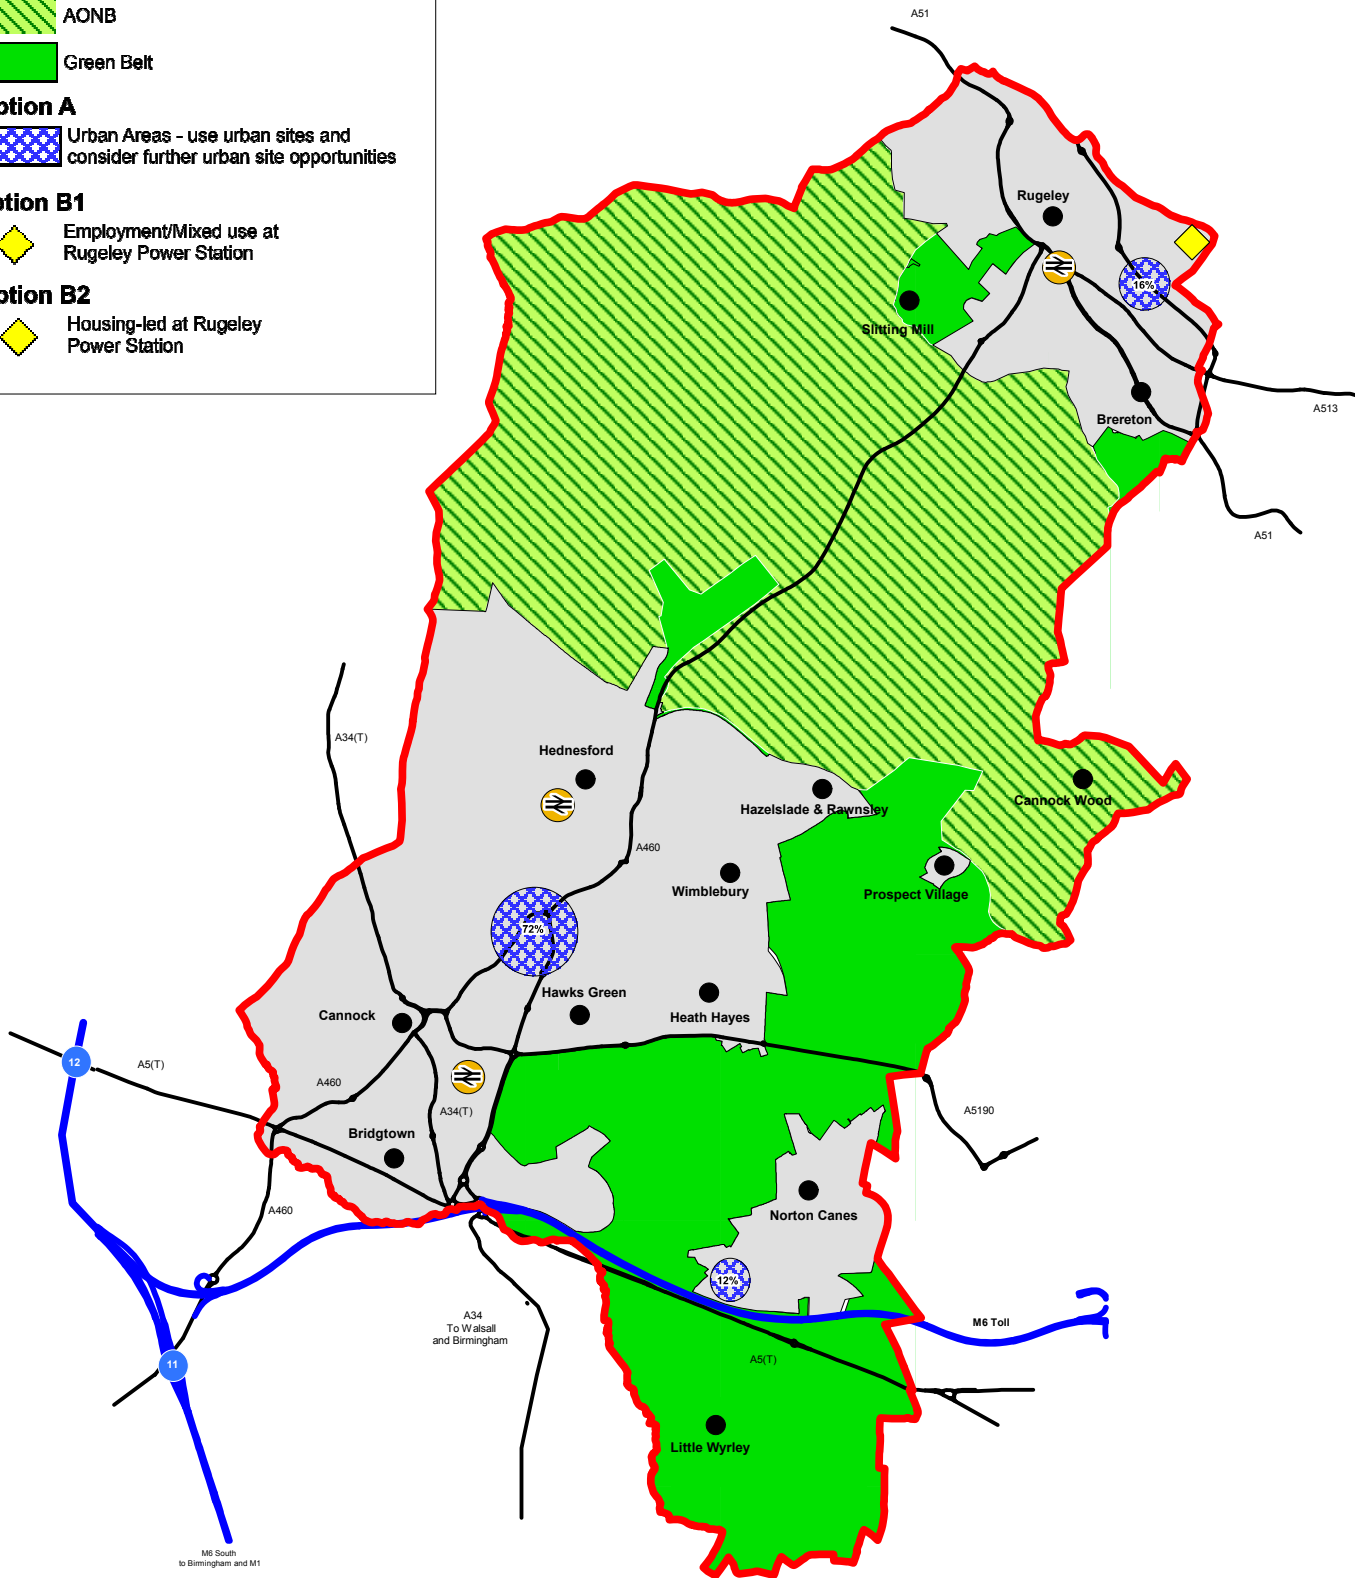 AONB
Green Belt
ption A
Urban Areas - use urban sites and
consider further urban site opportunities
ption B1
Employment/Mixed use at
Rugeley Power Station
ption B2
Housing-led at Rugeley
Power Station
A51
Rugeley
16%
Slitting Mill
A513
Brereton
A51
A34(T)
Hednesford
Hazelslade & Rawnsley
Cannock Wood
A460
Wimblebury
Prospect Village
72%
Hawks Green
Heath Hayes
Cannock
12
A5(T)
A460
A34(T)
A5190
Bridgtown
Norton Canes
A460
12%
A34
To Walsall
and Birmingham
M6 Toll
A5(T)
11
Little Wyrley
M6 South
to Birmingham and M1